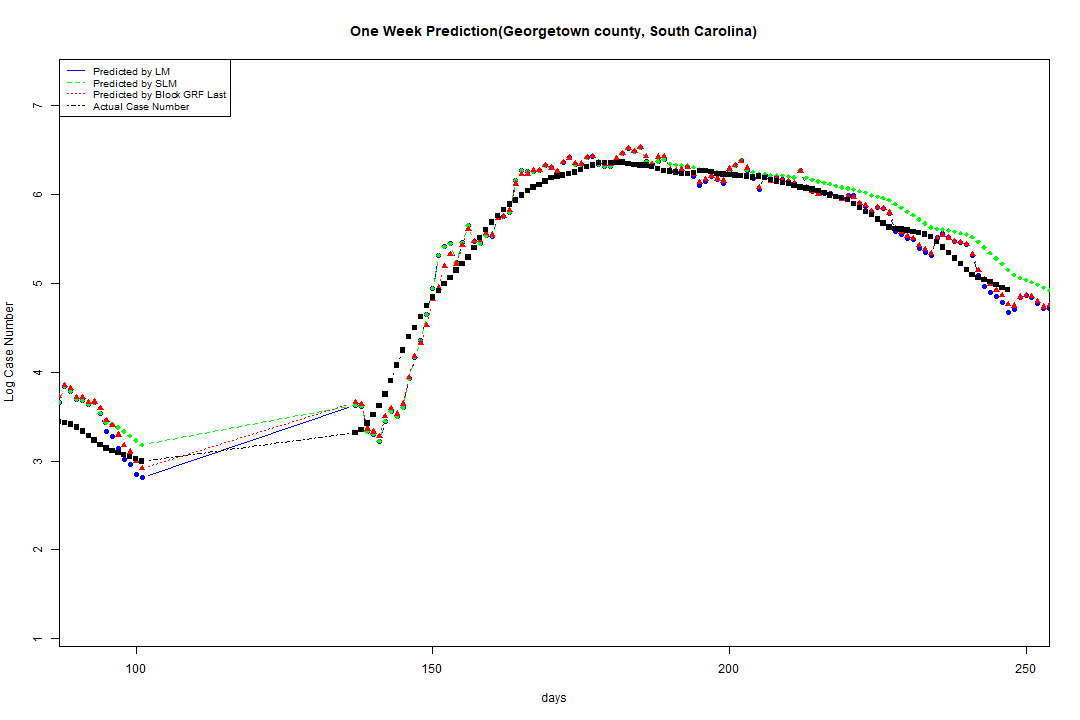 One Week Prediction(Georgetown county, South Carolina)
Predicted by LM
Predicted by SLM
Predicted by Block GRF Last
Actual Case Number
7
6
5
4
3
2
1
Log Case Number
100
150
200
250
days